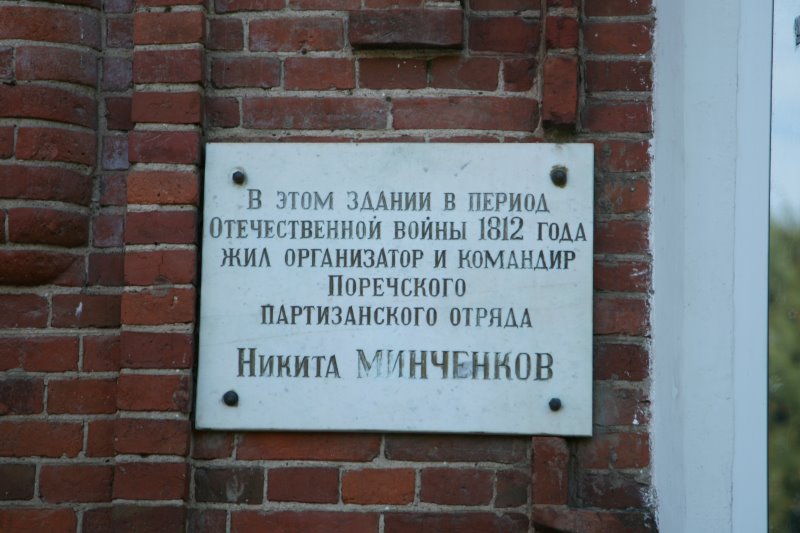 В этом здании в период
Отечественной войны 1812 года
жил организатор и командир
Поречского
партизанского отряда
Никита МИНЧЕНКОВ